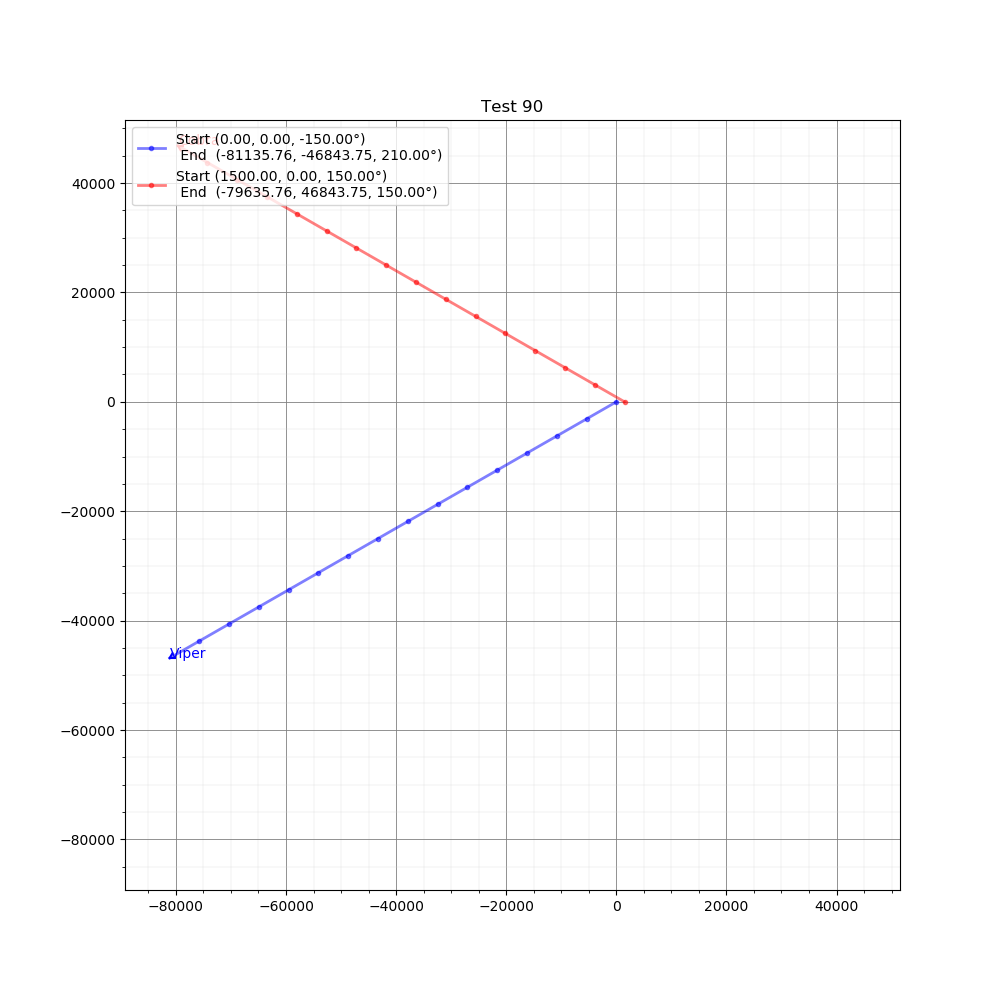 Test 90
Start (0.00, 0.00, -150.00°)
End (-81135.76, -46843.75, 210.00°)
Start (1500.00, 0.00, 150.00°)
End (-79635.76, 46843.75, 150.00°)
40000
20000
0
−20000
−40000
−60000
−80000
Viper
−80000 −60000 −40000 −20000 0 20000 40000